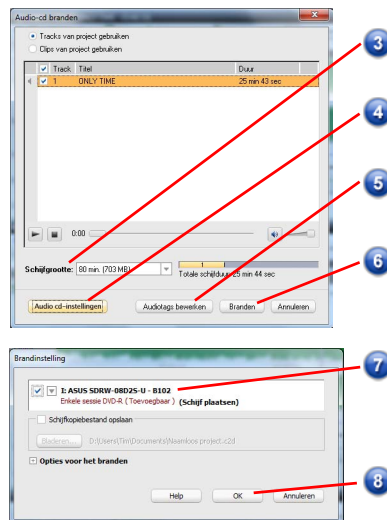 Audio-cd branden
Tracks van project gebruiken
Clips van project gebruiken
Track Titel Duur
1 ONLY TIME 25 min 43 sec
0:00
Schijfgrootte: 80 min. (703 MB) 1
Totale schijfduur: 25 min 44 sec
Audio cd-instellingen Audiotags bewerken Branden Annuleren
3
4
5
6
Brandinstelling
I: ASUS SDRW-08D2S-U - B102
Enkele sessie DVD-R ( Toevoegbaar ) (Schijf plaatsen)
Schijfkopiebestand opslaan
Bladeren... D:\Users\Tim\Documents\Naamloos project.c2d
Opties voor het branden
Help OK Annuleren
7
8